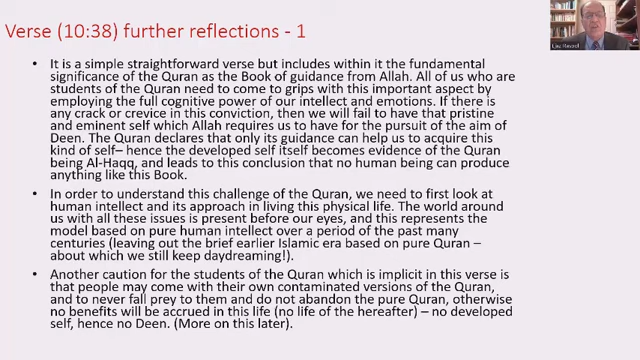 Verse (10:38) further reflections - 1
• It is a simple straightforward verse but includes within it the fundamental
significance of the Quran as the Book of guidance from Allah. All of us who are
students of the Quran need to come to grips with this important aspect by
employing the full cognitive power of our intellect and emotions. If there is
any crack or crevice in this conviction, then we will fail to have that pristine
and eminent self which Allah requires us to have for the pursuit of the aim of
Deen. The Quran declares that only its guidance can help us to acquire this
kind of self– hence the developed self itself becomes evidence of the Quran
being Al-Haqq, and leads to this conclusion that no human being can produce
anything like this Book.
• In order to understand this challenge of the Quran, we need to first look at
human intellect and its approach in living this physical life. The world around
us with all these issues is present before our eyes, and this represents the
model based on pure human intellect over a period of the past many
centuries (leaving out the brief earlier Islamic era based on pure Quran –
about which we still keep daydreaming!).
• Another caution for the students of the Quran which is implicit in this verse is
that people may come with their own contaminated versions of the Quran,
and to never fall prey to them and do not abandon the pure Quran, otherwise
no benefits will be accrued in this life (no life of the hereafter) – no developed
self, hence no Deen. (More on this later).